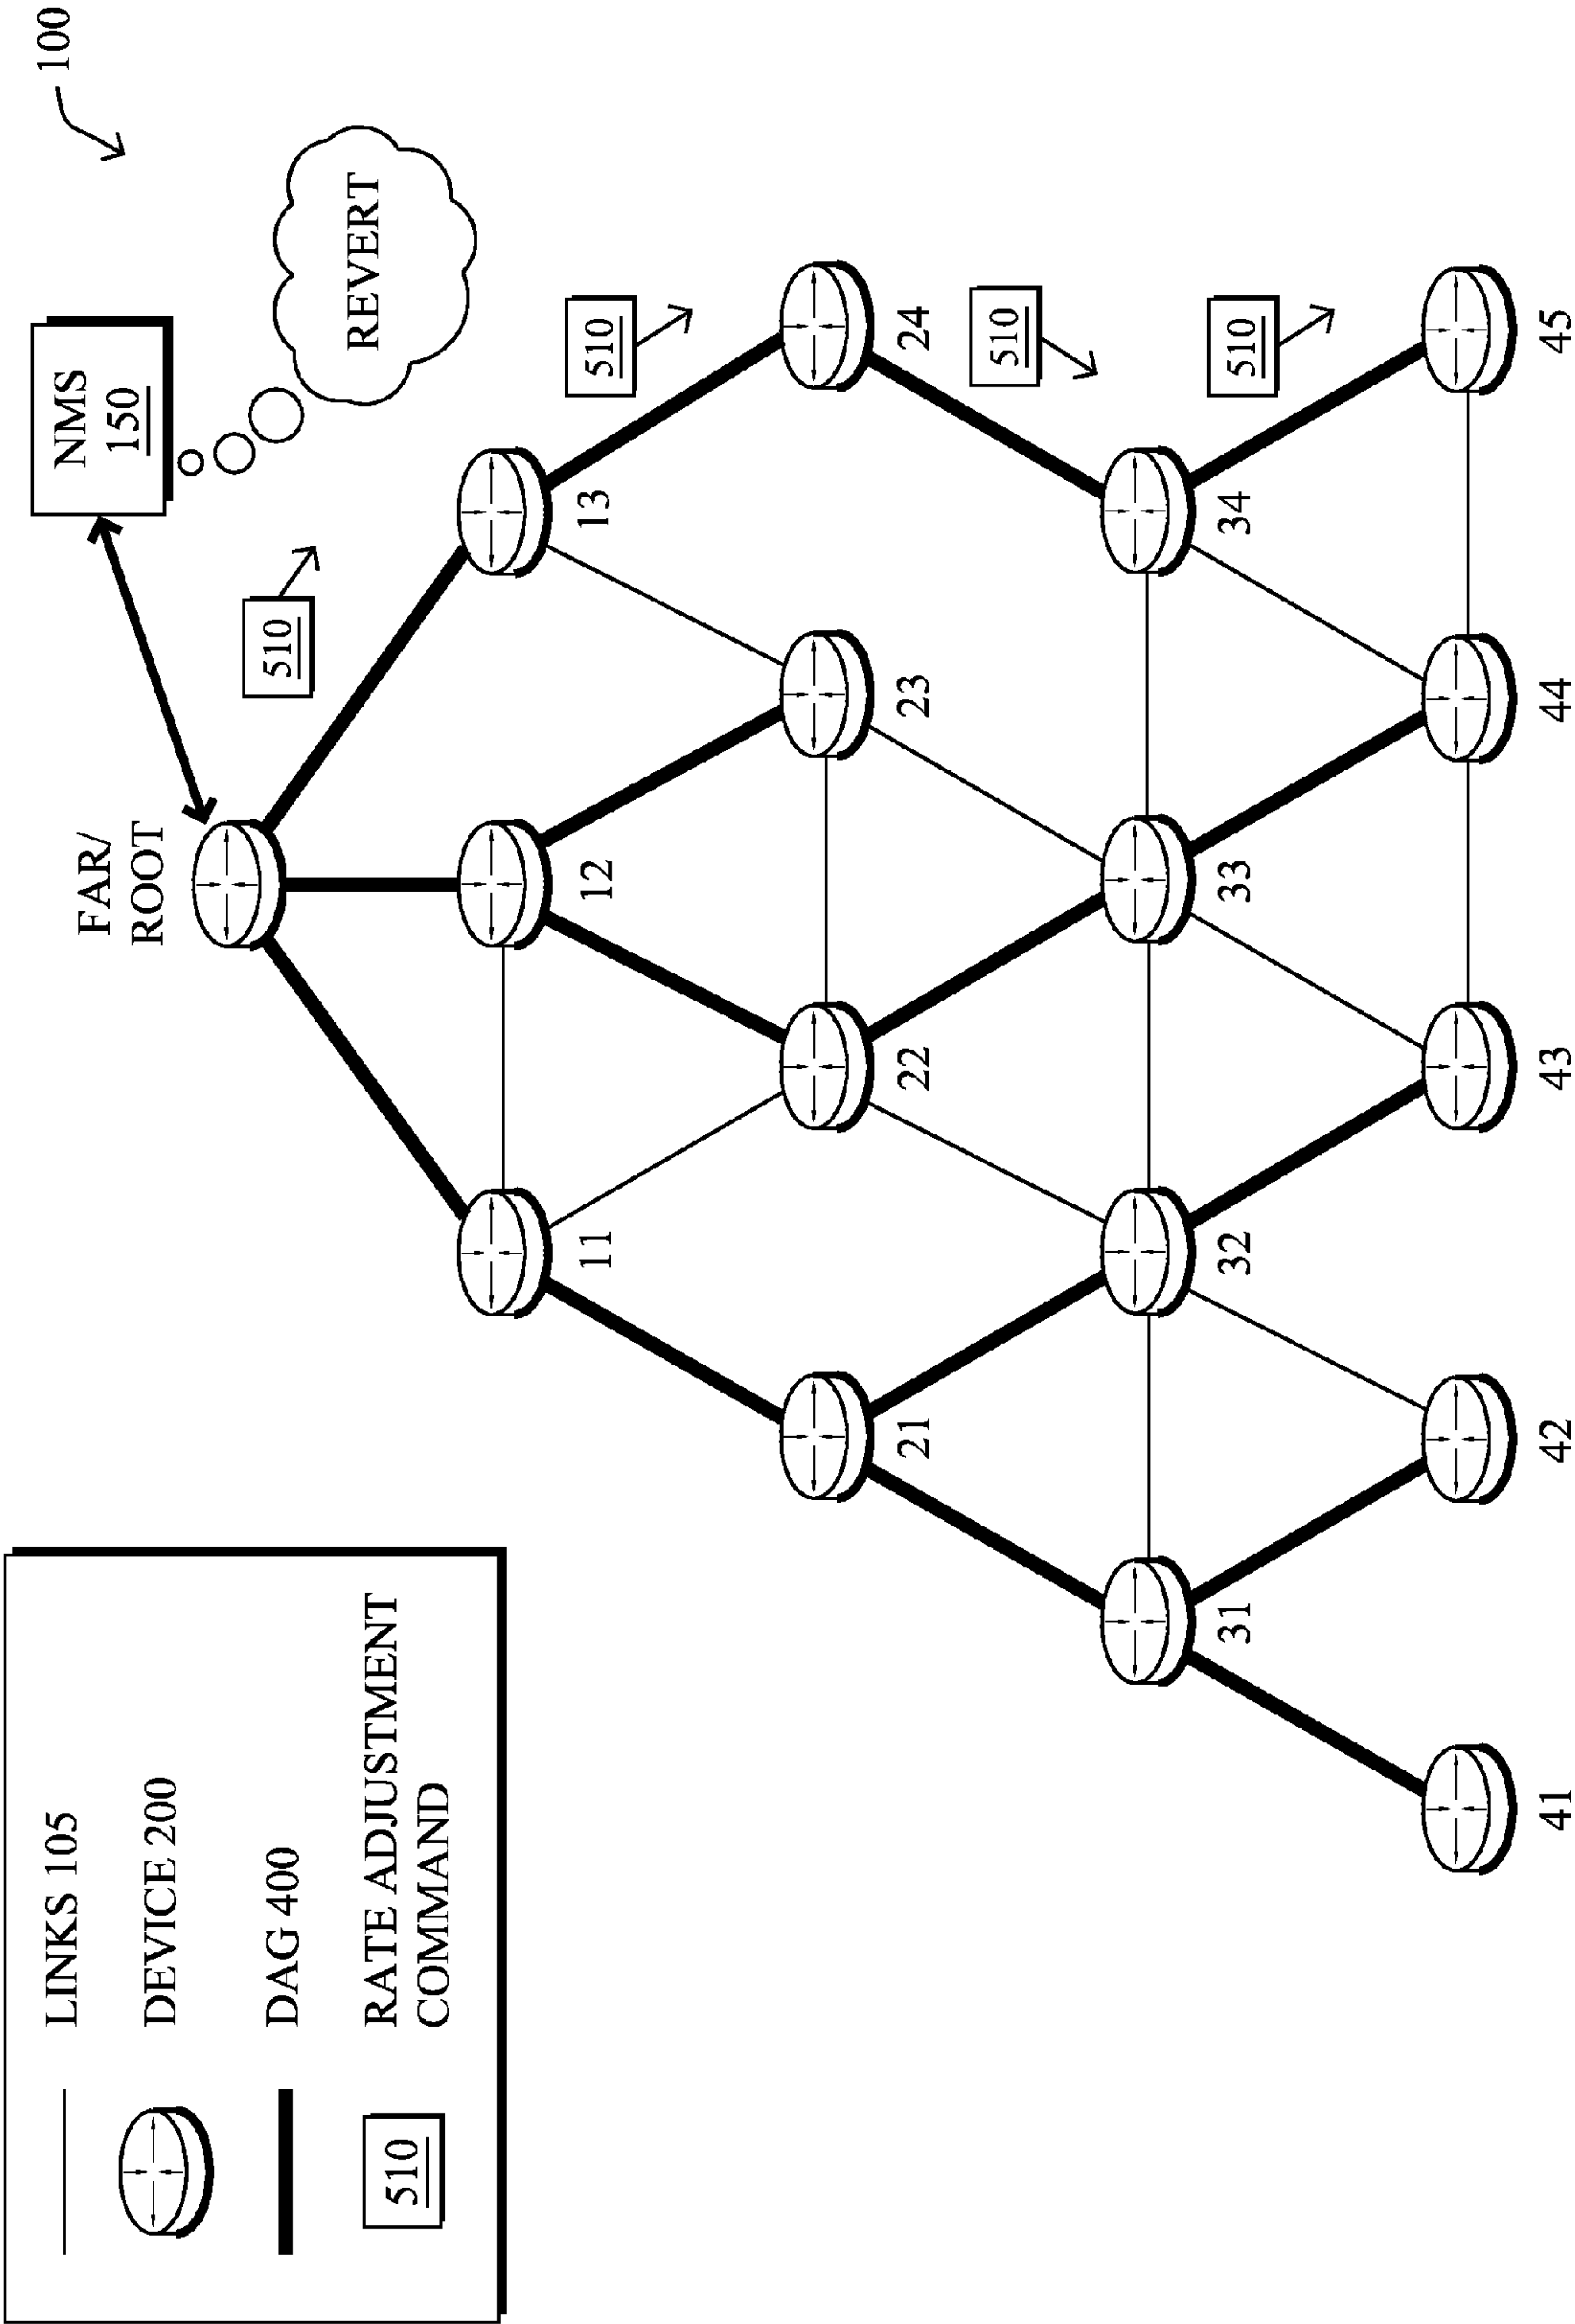 100
NMS
150
REVERT
FAR/
ROOT
510
13
12
11
510
24
23
22
21
510
34
33
32
31
510
45
44
43
42
41
LINKS 105
DEVICE 200
DAG 400
510
RATE ADJUSTMENT
COMMAND